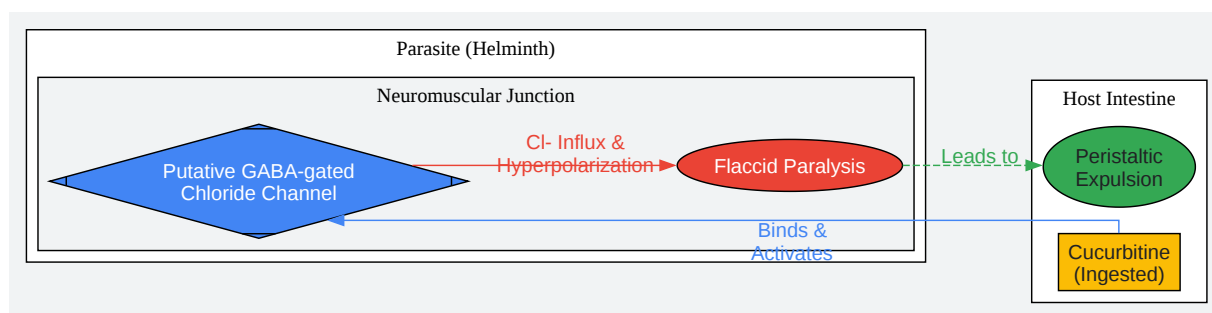 Parasite (Helminth)
Neuromuscular Junction
Putative GABA-gated
Chloride Channel
Cl- Influx &
Hyperpolarization
Flaccid Paralysis
Leads to
Host Intestine
Peristaltic
Expulsion
Binds &
Activates
Cucurbitine
(Ingested)